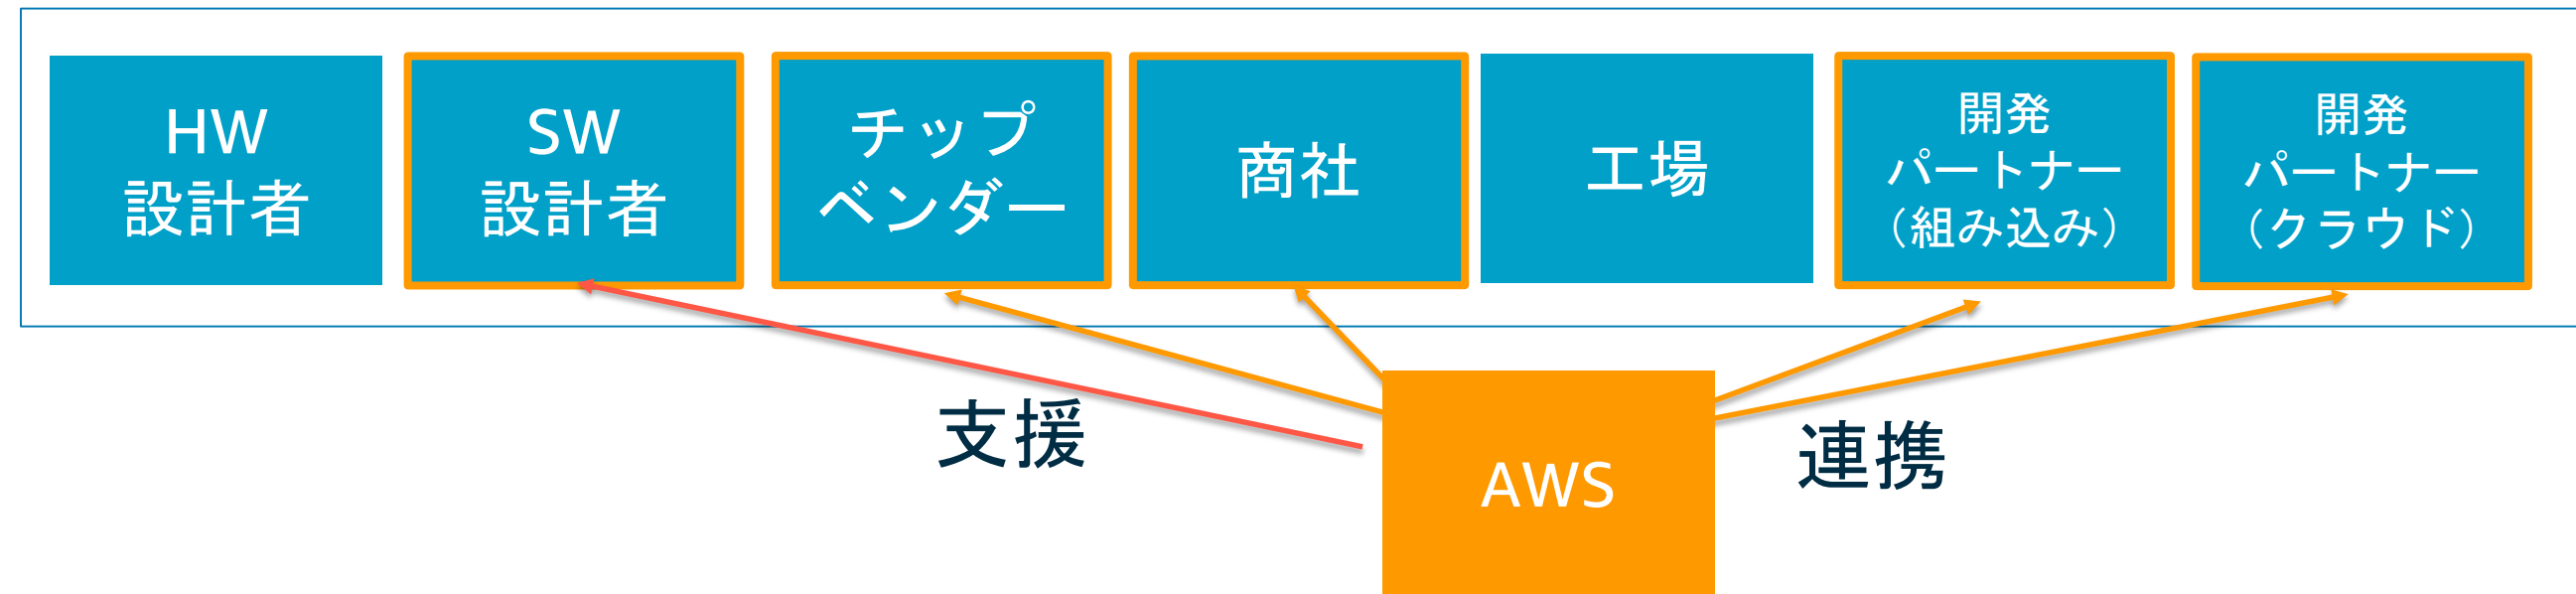 HW
設計者
SW
設計者
チップ
ベンダー
商社
工場
開発
パートナー
（組み込み）
開発
パートナー
（クラウド）
支援
AWS
連携